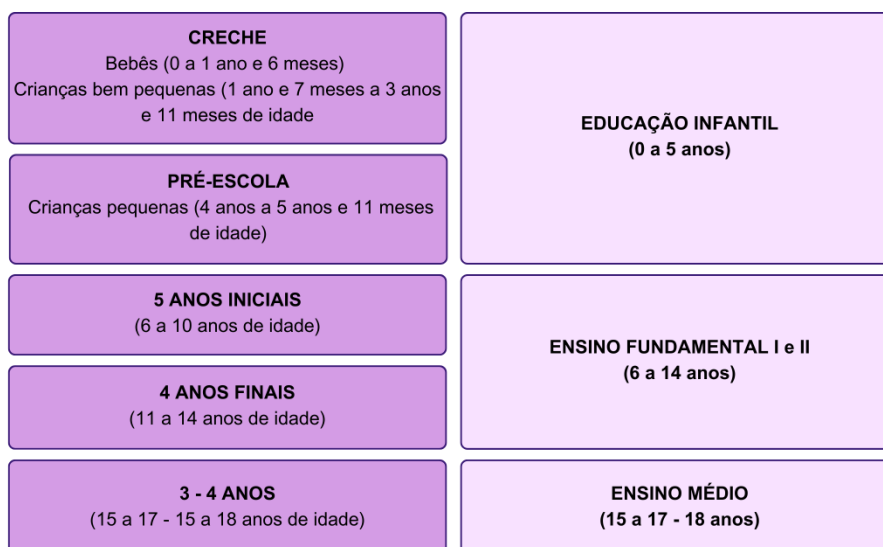 CRECHE
Bebês (0 a 1 ano e 6 meses)
Crianças bem pequenas (1 ano e 7 meses a 3 anos
e 11 meses de idade
PRÉ-ESCOLA
Crianças pequenas (4 anos a 5 anos e 11 meses
de idade)
EDUCAÇÃO INFANTIL
(0 a 5 anos)
5 ANOS INICIAIS
(6 a 10 anos de idade)
4 ANOS FINAIS
(11 a 14 anos de idade)
ENSINO FUNDAMENTAL I e II
(6 a 14 anos)
3 - 4 ANOS
(15 a 17 - 15 a 18 anos de idade)
ENSINO MÉDIO
(15 a 17 - 18 anos)